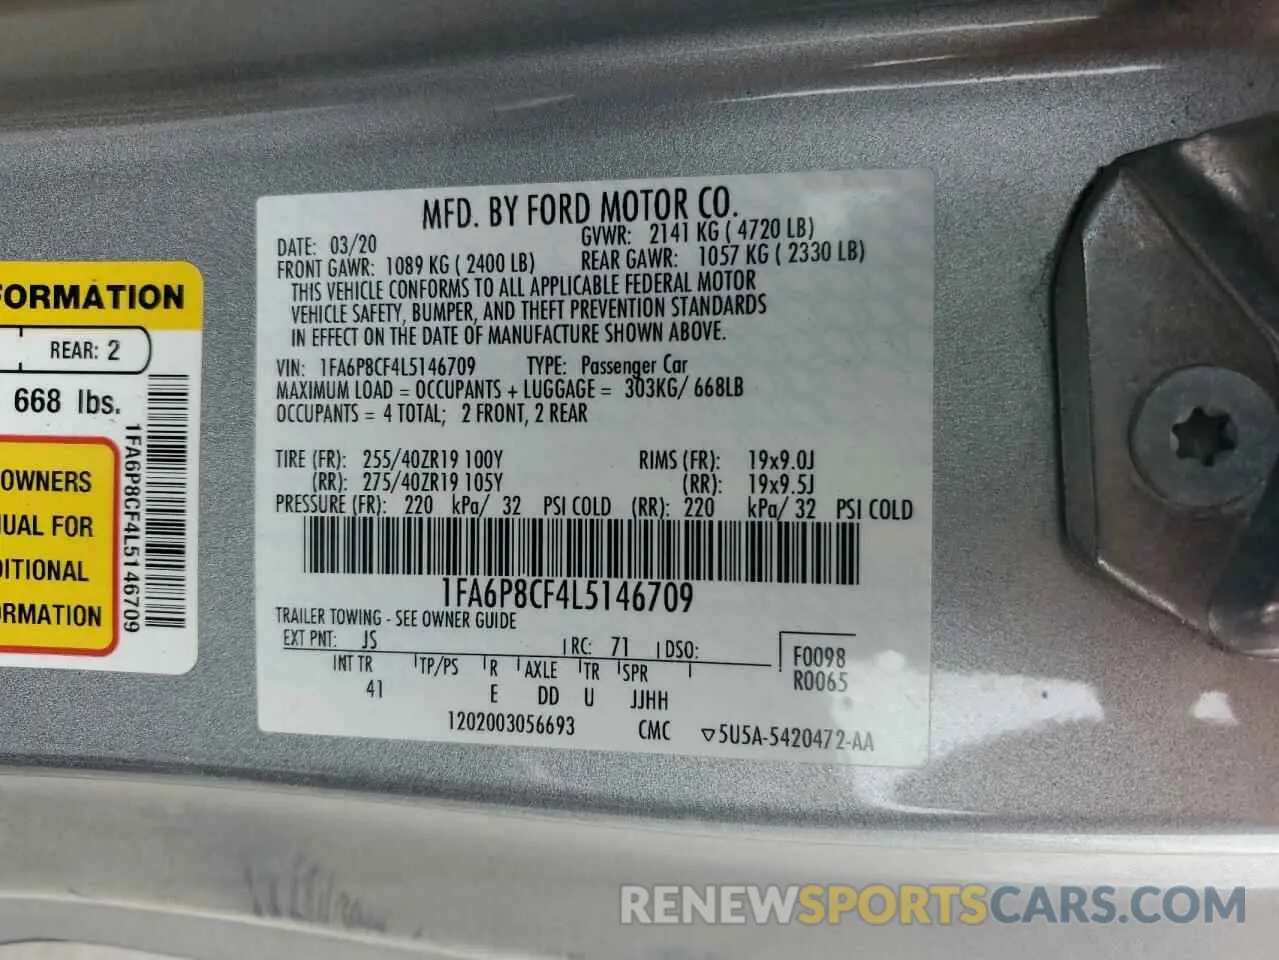 FORMATION
REAR: 2
668 lbs.
OWNERS
UAL FOR
ITIONAL
RMATION
1FA6P8CF4L5146709
MFD. BY FORD MOTOR CO.
DATE: 03/20 GVWR: 2141 KG ( 4720 LB)
FRONT GAWR: 1089 KG ( 2400 LB) REAR GAWR: 1057 KG ( 2330 LB)
THIS VEHICLE CONFORMS TO ALL APPLICABLE FEDERAL MOTOR
VEHICLE SAFETY, BUMPER, AND THEFT PREVENTION STANDARDS
IN EFFECT ON THE DATE OF MANUFACTURE SHOWN ABOVE.
VIN: 1FA6P8CF4L5146709 TYPE: Passenger Car
MAXIMUM LOAD = OCCUPANTS + LUGGAGE = 303KG/ 668LB
OCCUPANTS = 4 TOTAL; 2 FRONT, 2 REAR
TIRE (FR): 255/40ZR19 100Y RIMS (FR): 19x9.0J
(RR): 275/40ZR19 105Y (RR): 19x9.5J
PRESSURE (FR): 220 kPa/ 32 PSI COLD (RR): 220 kPa/ 32 PSI COLD
1FA6P8CF4L5146709
TRAILER TOWING - SEE OWNER GUIDE
EXT PNT: JS RC: 71 DSO: F0098
INT TR TP/PS R AXLE TR SPR R0065
41 E DD U JJHH
1202003056693 CMC ▽5U5A-5420472-AA
RENEWSPORTSCARS.COM